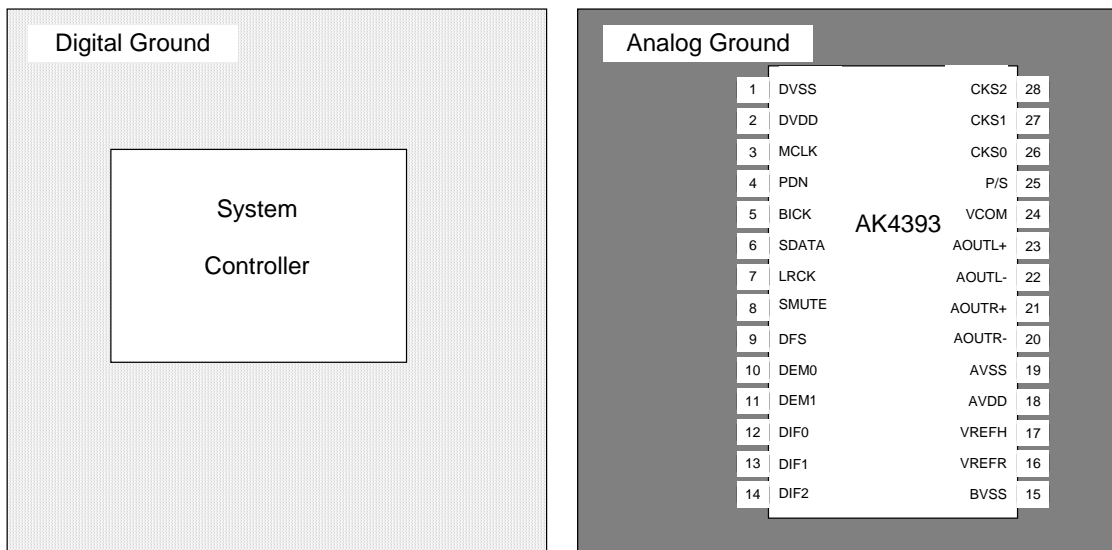 Digital Ground
System
Controller
Analog Ground
AK4393
1 DVSS
2 DVDD
3 MCLK
4 PDN
5 BICK
6 SDATA
7 LRCK
8 SMUTE
9 DFS
10 DEM0
11 DEM1
12 DIF0
13 DIF1
14 DIF2
CKS2 28
CKS1 27
CKS0 26
P/S 25
VCOM 24
AOUTL+ 23
AOUTL- 22
AOUTR+ 21
AOUTR- 20
AVSS 19
AVDD 18
VREFH 17
VREFR 16
BVSS 15